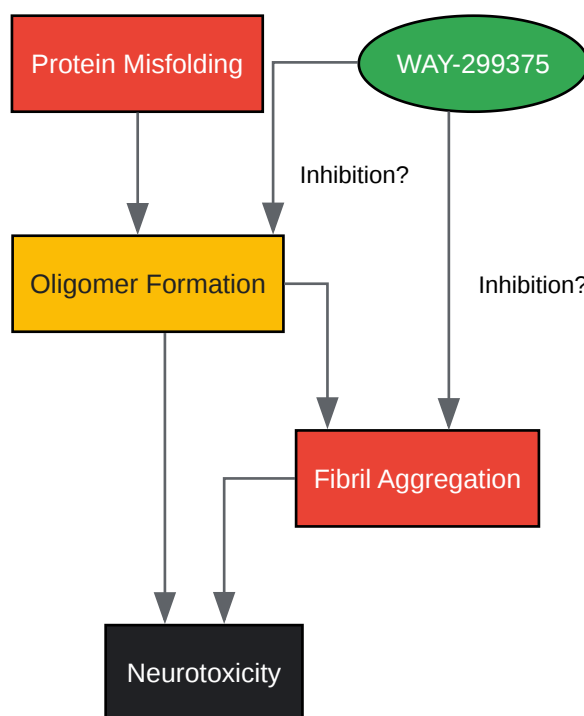 Protein Misfolding
WAY-299375
Inhibition?
Oligomer Formation
Inhibition?
Fibril Aggregation
Neurotoxicity